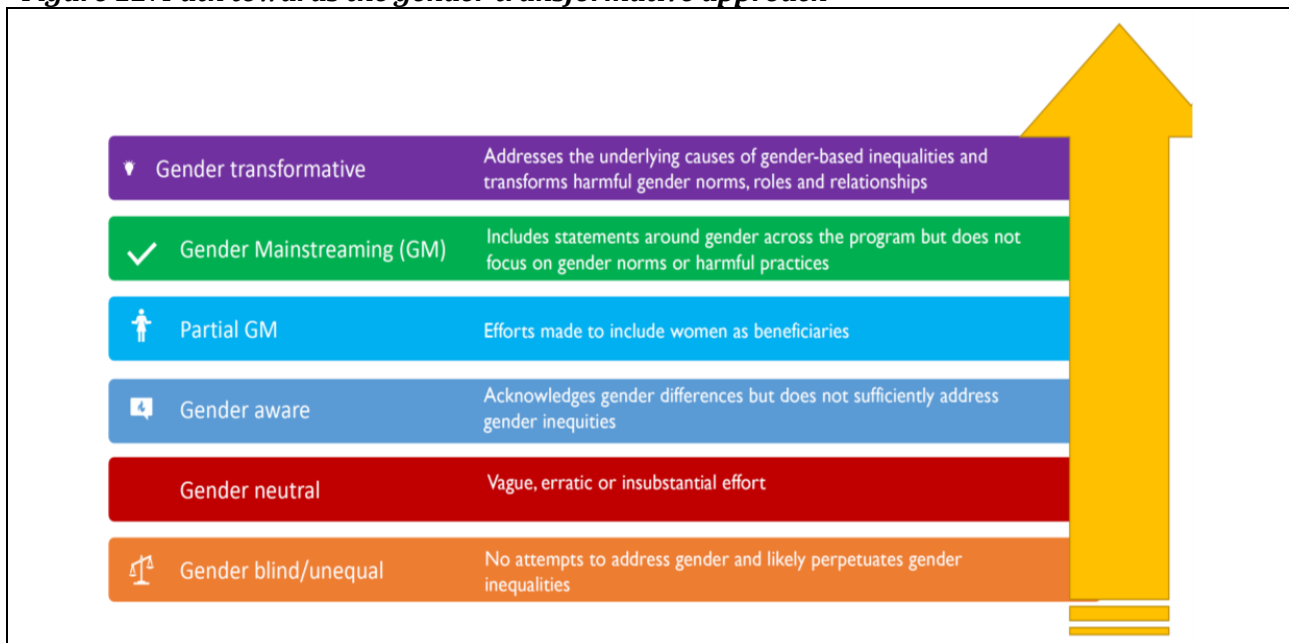 Gender transformative
Addresses the underlying causes of gender-based inequalities and
transforms harmful gender norms, roles and relationships
Gender Mainstreaming (GM)
Includes statements around gender across the program but does not
focus on gender norms or harmful practices
Partial GM
Efforts made to include women as beneficiaries
Gender aware
Acknowledges gender differences but does not sufficiently address
gender inequities
Gender neutral
Vague, erratic or insubstantial effort
Gender blind/unequal
No attempts to address gender and likely perpetuates gender
inequalities